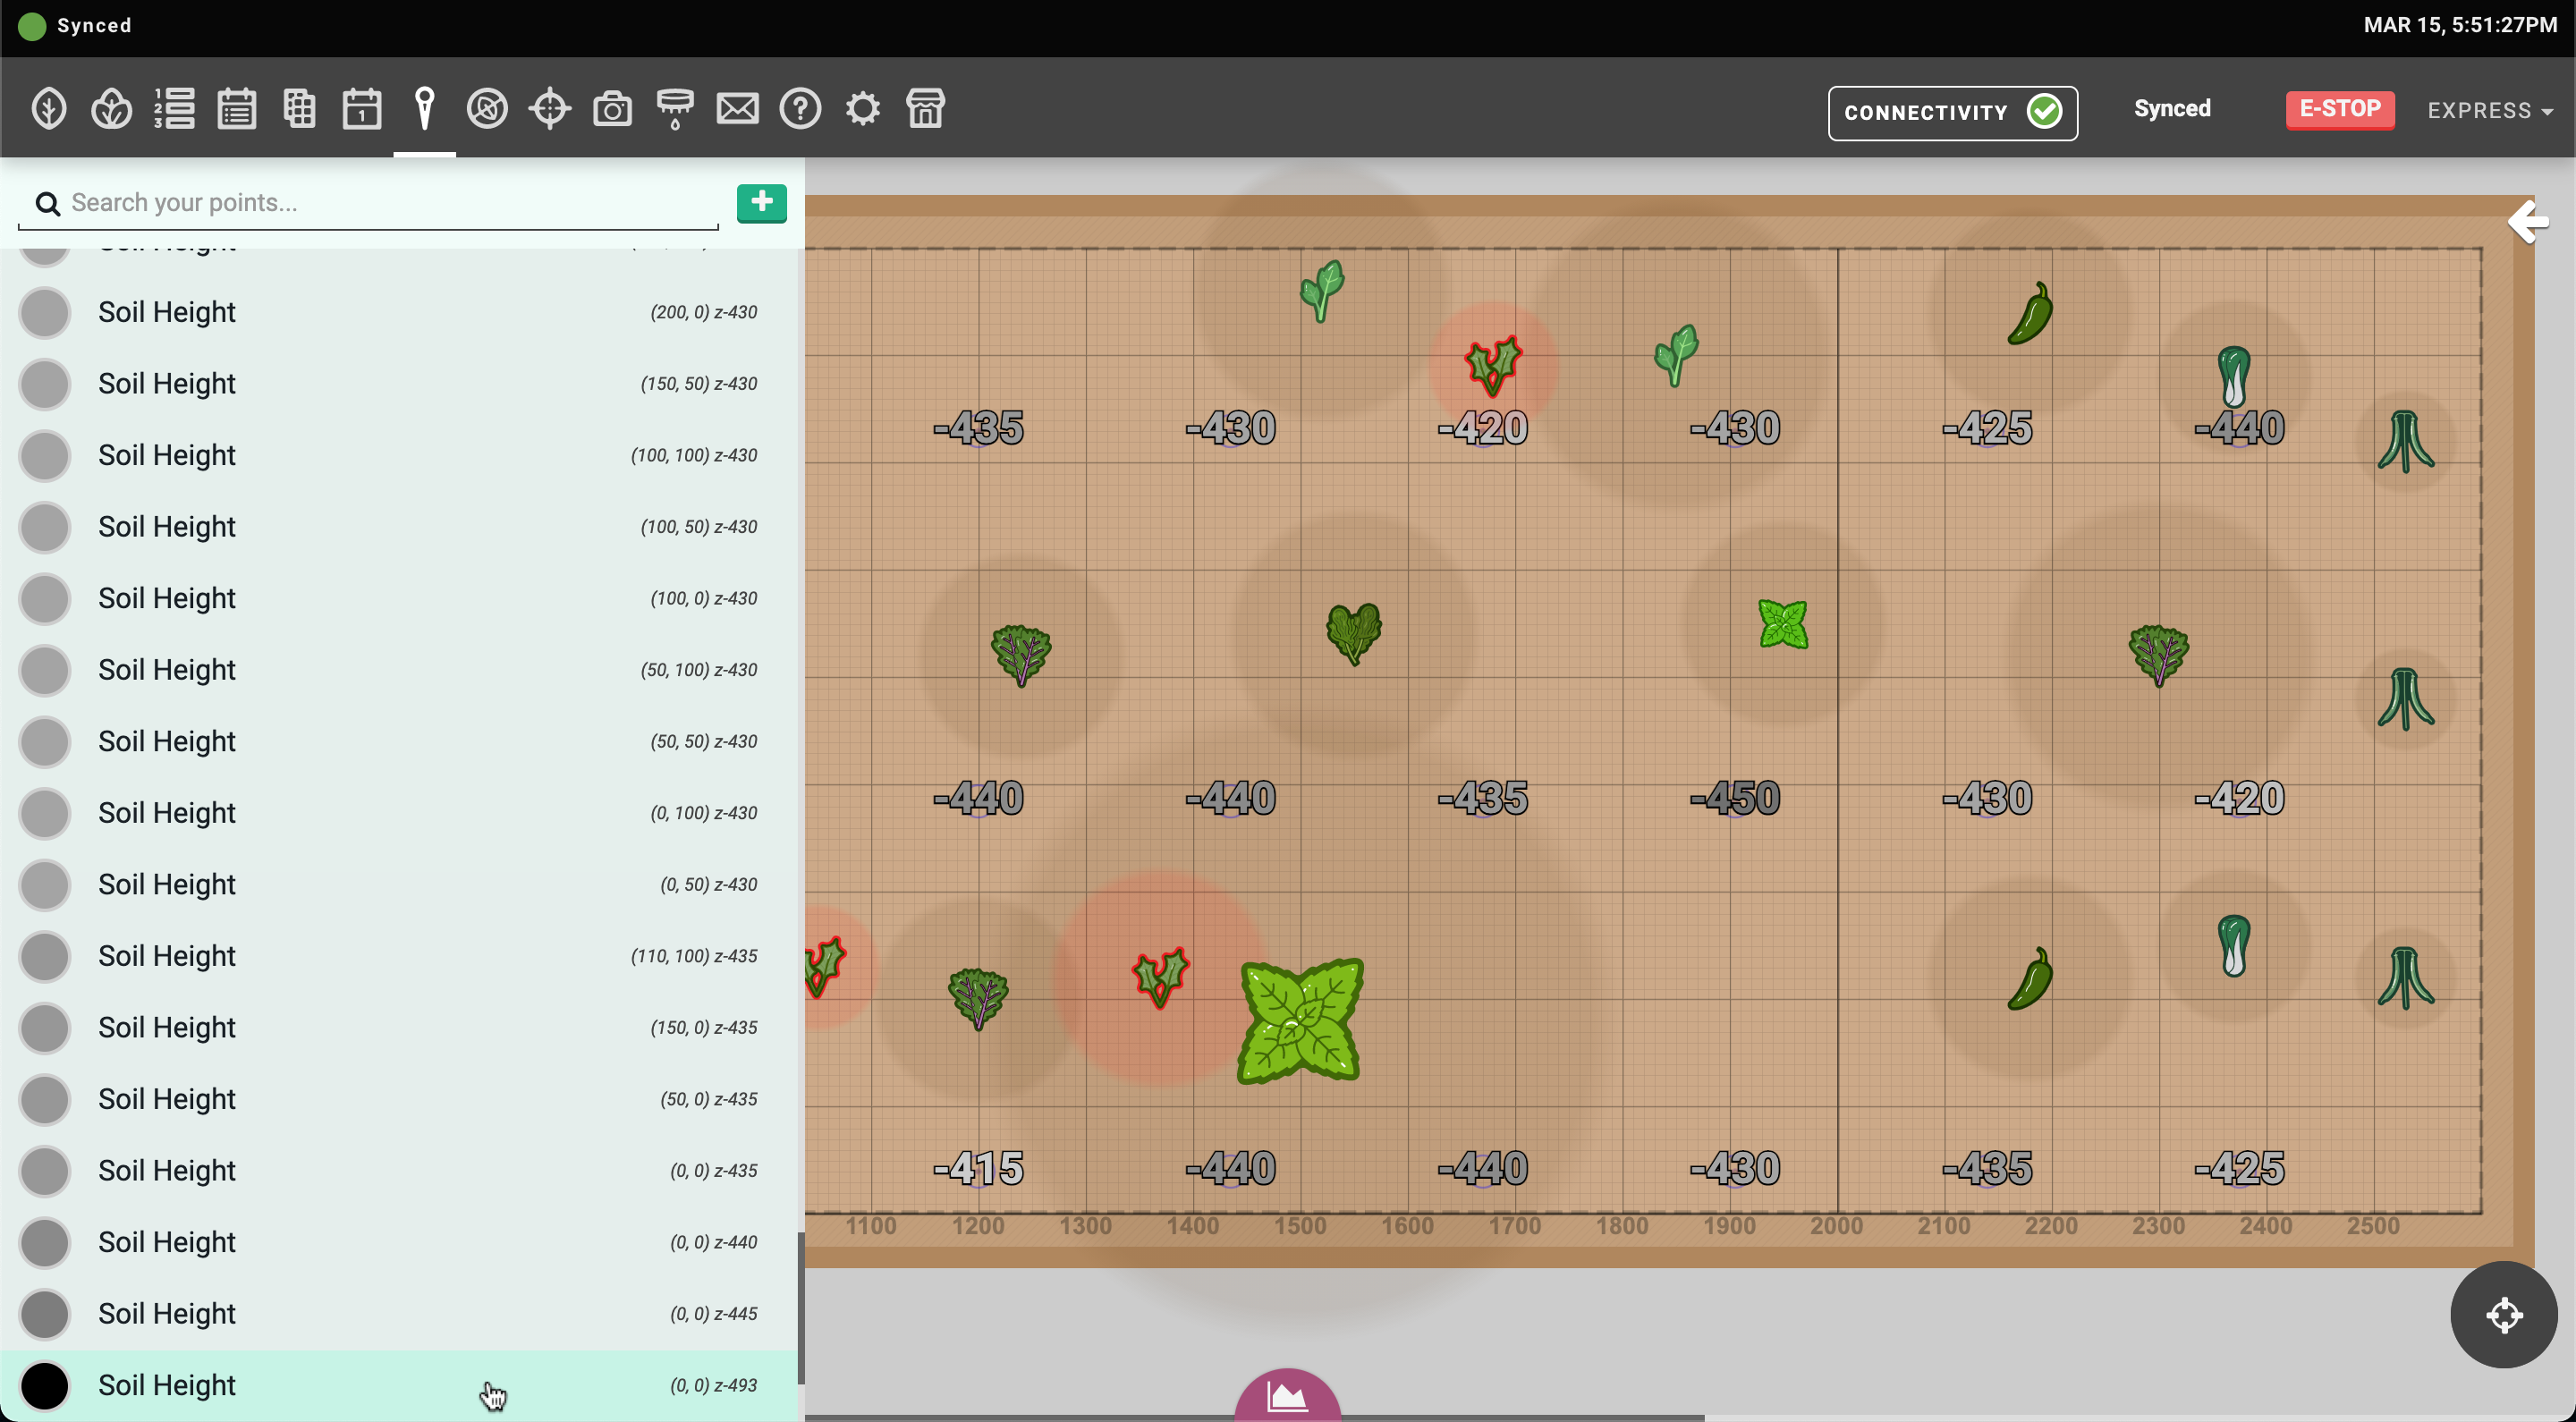 Synced
MAR 15, 5:51:27PM
1
2
3
1
?
CONNECTIVITY
Synced
E-STOP
EXPRESS
Search your points...
+
Soil Height
Soil Height (200, 0) z-430
Soil Height (150, 50) z-430
Soil Height (100, 100) z-430
Soil Height (100, 50) z-430
Soil Height (100, 0) z-430
Soil Height (50, 100) z-430
Soil Height (50, 50) z-430
Soil Height (0, 100) z-430
Soil Height (0, 50) z-430
Soil Height (110, 100) z-435
Soil Height (150, 0) z-435
Soil Height (50, 0) z-435
Soil Height (0, 0) z-435
Soil Height (0, 0) z-440
Soil Height (0, 0) z-445
Soil Height (0, 0) z-493
-435 -430 -420 -430 -425 -440
-440 -440 -435 -450 -430 -420
-415 -440 -440 -430 -435 -425
1100 1200 1300 1400 1500 1600 1700 1800 1900 2000 2100 2200 2300 2400 2500